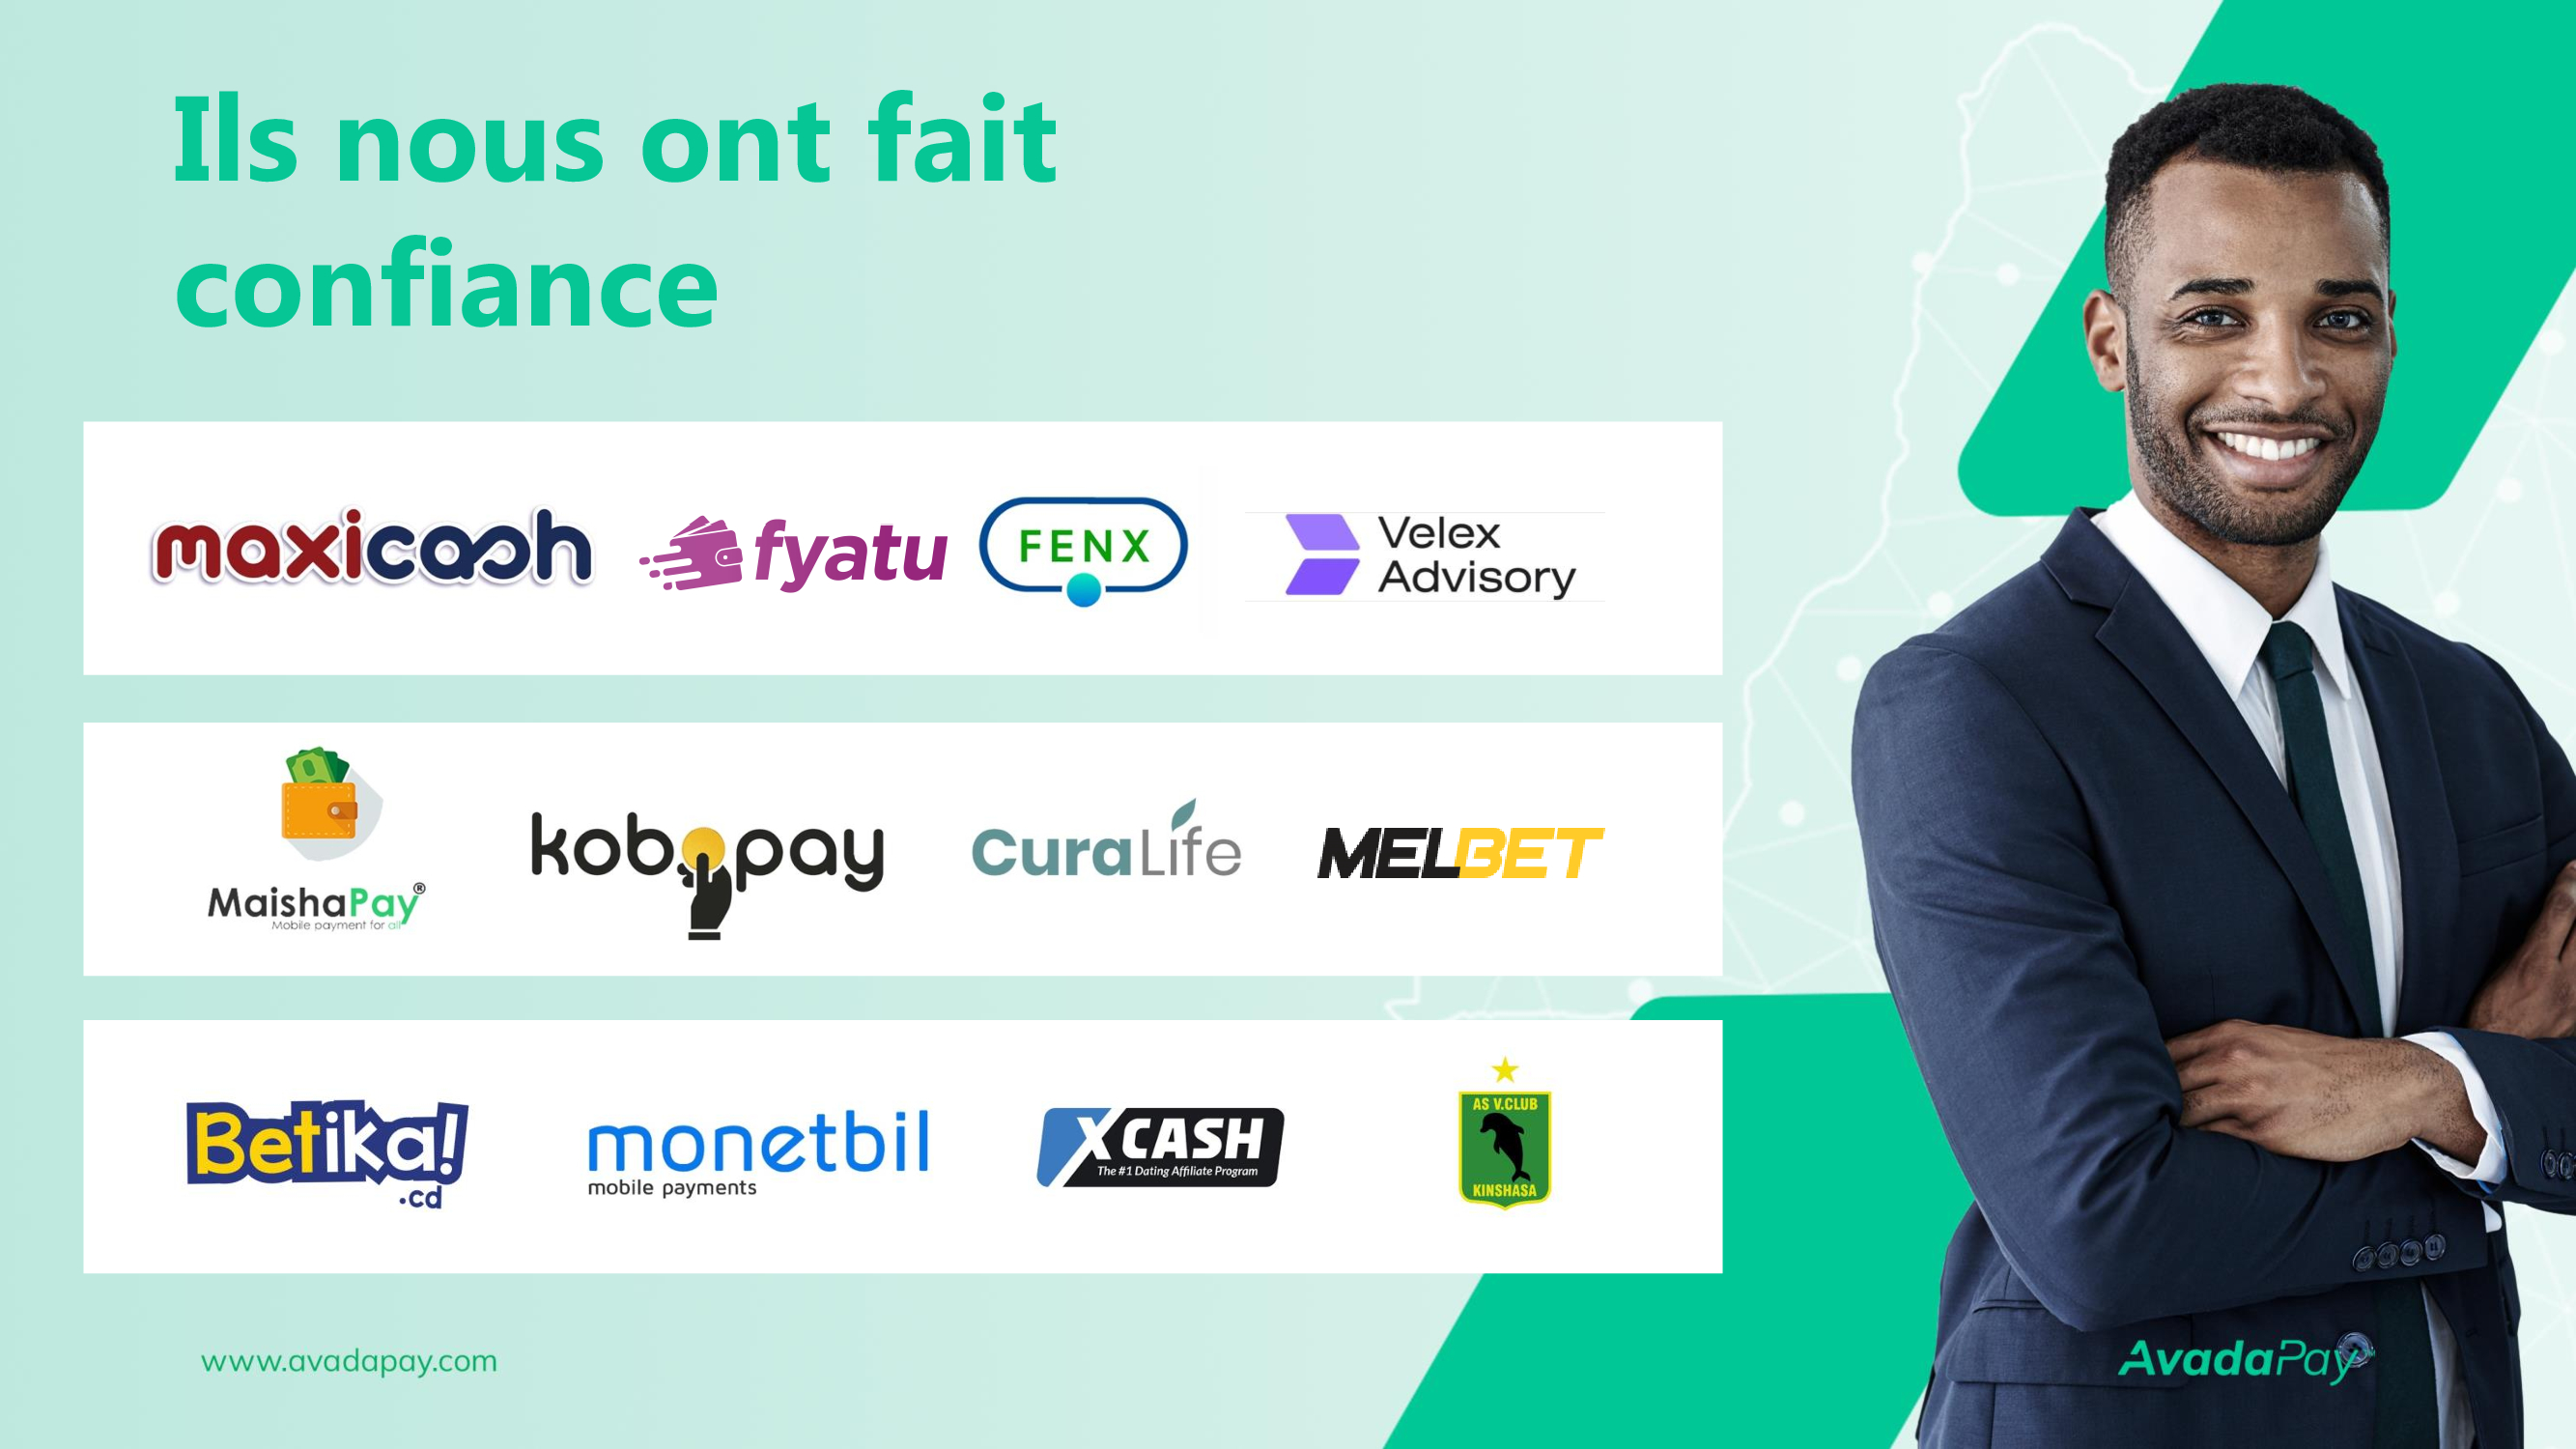 Ils nous ont fait
confiance
maxicash
fyatu
FENX
Velex
Advisory
MaishaPay®
Mobile payment for all
kobopay
CuraLife
MELBET
Betika!
.cd
monetbil
mobile payments
XCASH
The #1 Dating Affiliate Program
AS V.CLUB
KINSHASA
www.avadapay.com
AvadaPay